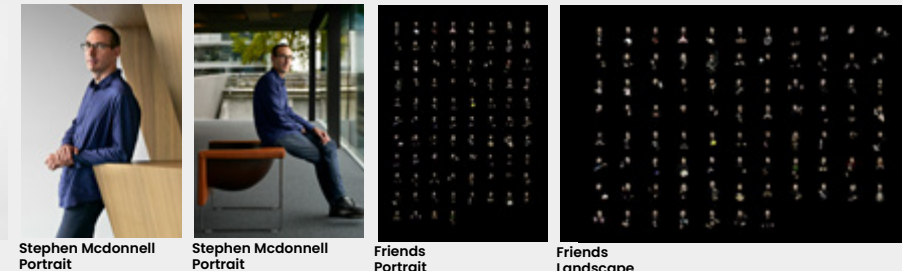 Stephen Mcdonnell
Portrait
Stephen Mcdonnell
Portrait
Friends
Portrait
Friends
Landscape